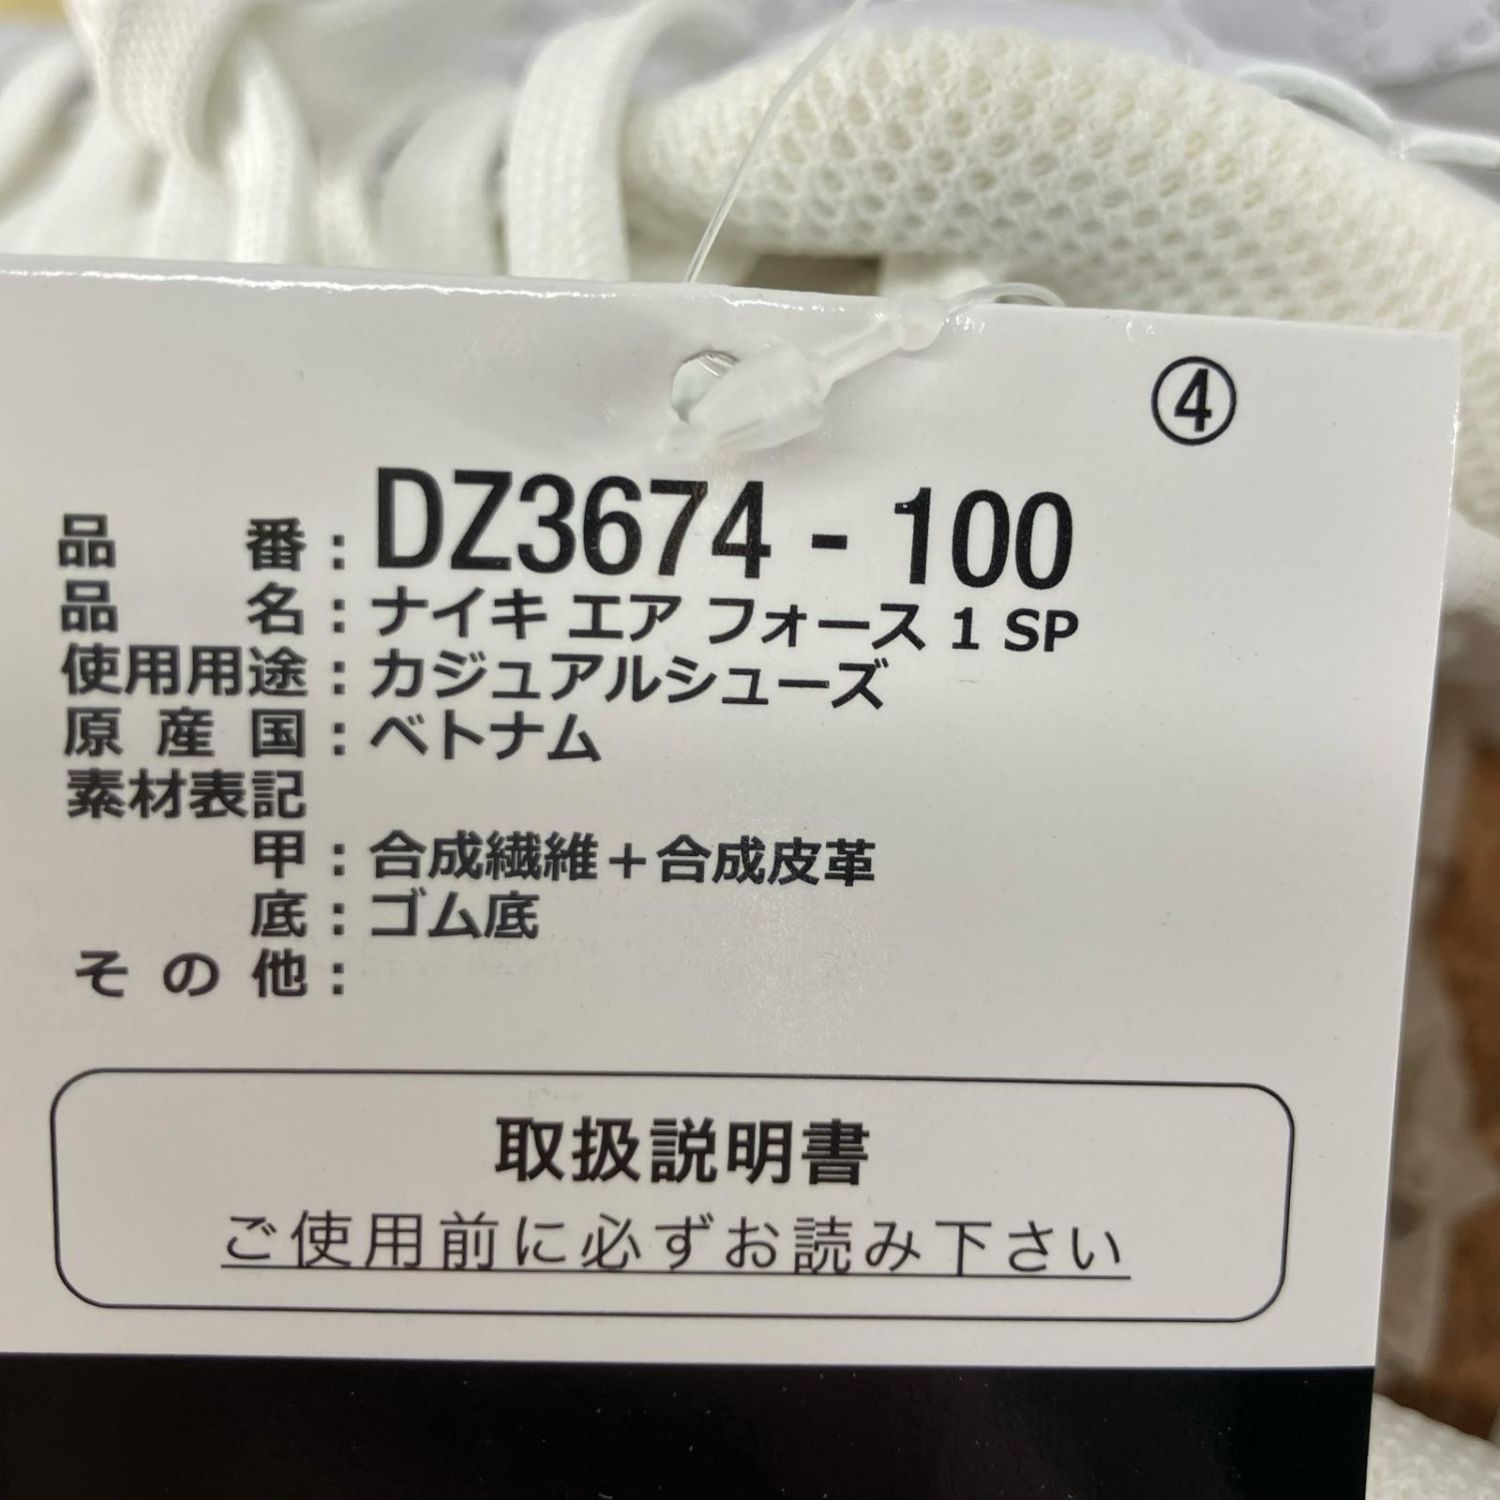 ④
品番：DZ3674 - 100
品名：ナイキ エア フォース 1 SP
使用用途：カジュアルシューズ
原産国：ベトナム
素材表記
甲：合成繊維＋合成皮革
底：ゴム底
その他：
取扱説明書
ご使用前に必ずお読み下さい